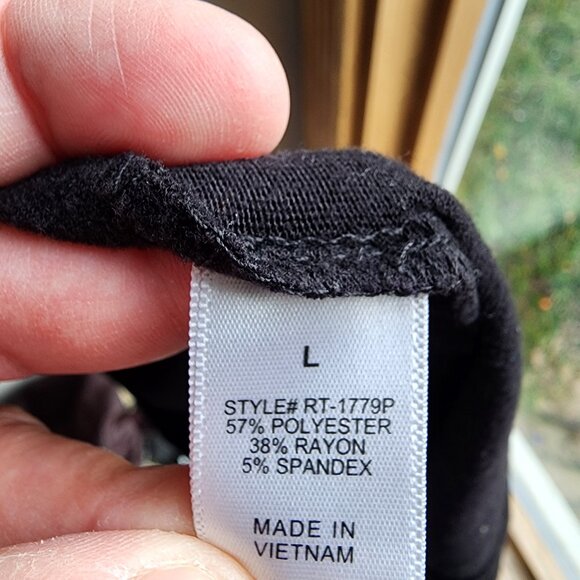 L
STYLE# RT-1779P
57% POLYESTER
38% RAYON
5% SPANDEX
MADE IN
VIETNAM